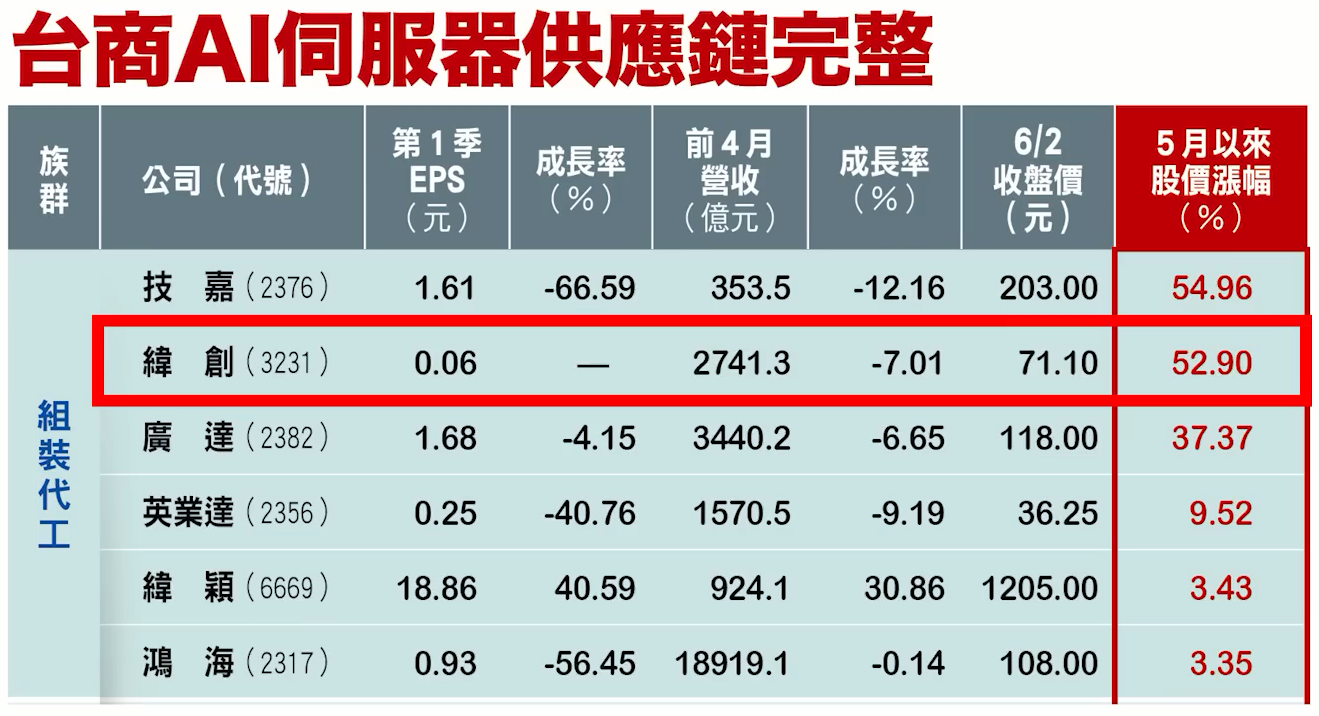 台商AI伺服器供應鏈完整
族群 公司（代號） 第1季EPS（元） 成長率（%） 前4月營收（億元） 成長率（%） 6/2收盤價（元） 5月以來股價漲幅（%）
組裝代工
技 嘉（2376） 1.61 -66.59 353.5 -12.16 203.00 54.96
緯 創（3231） 0.06 — 2741.3 -7.01 71.10 52.90
廣 達（2382） 1.68 -4.15 3440.2 -6.65 118.00 37.37
英業達（2356） 0.25 -40.76 1570.5 -9.19 36.25 9.52
緯 穎（6669） 18.86 40.59 924.1 30.86 1205.00 3.43
鴻 海（2317） 0.93 -56.45 18919.1 -0.14 108.00 3.35